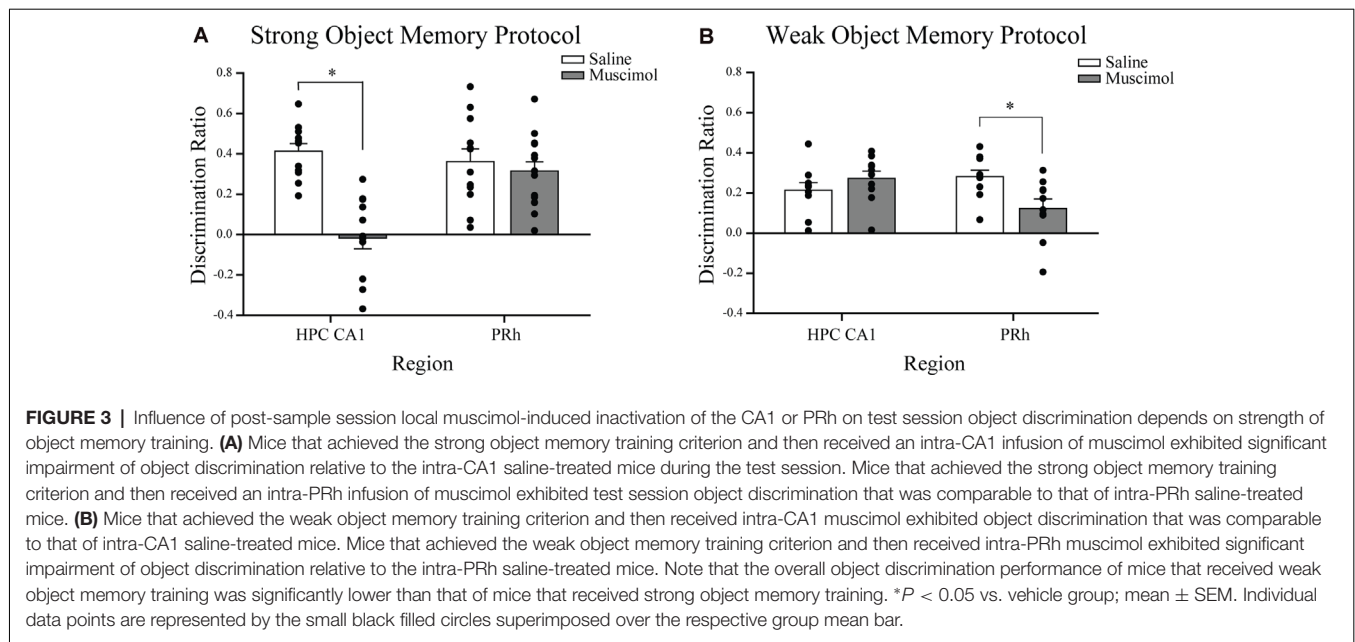 A Strong Object Memory Protocol
Saline
Muscimol
*
Discrimination Ratio
0.8
0.6
0.4
0.2
0.0
-0.2
-0.4
HPC CA1
PRh
Region
B Weak Object Memory Protocol
Saline
Muscimol
*
Discrimination Ratio
0.8
0.6
0.4
0.2
0.0
-0.2
-0.4
HPC CA1
PRh
Region
FIGURE 3 | Influence of post-sample session local muscimol-induced inactivation of the CA1 or PRh on test session object discrimination depends on strength of
object memory training. (A) Mice that achieved the strong object memory training criterion and then received an intra-CA1 infusion of muscimol exhibited significant
impairment of object discrimination relative to the intra-CA1 saline-treated mice during the test session. Mice that achieved the strong object memory training
criterion and then received an intra-PRh infusion of muscimol exhibited test session object discrimination that was comparable to that of intra-PRh saline-treated
mice. (B) Mice that achieved the weak object memory training criterion and then received intra-CA1 muscimol exhibited object discrimination that was comparable
to that of intra-CA1 saline-treated mice. Mice that achieved the weak object memory training criterion and then received intra-PRh muscimol exhibited significant
impairment of object discrimination relative to the intra-PRh saline-treated mice. Note that the overall object discrimination performance of mice that received weak
object memory training was significantly lower than that of mice that received strong object memory training. *P < 0.05 vs. vehicle group; mean ± SEM. Individual
data points are represented by the small black filled circles superimposed over the respective group mean bar.